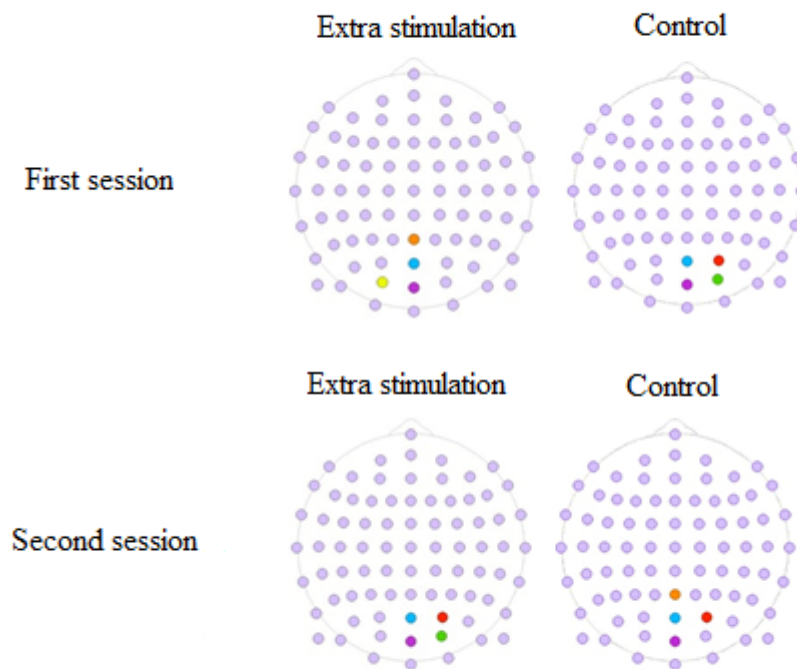 Extra stimulation Control
First session
Extra stimulation Control
Second session